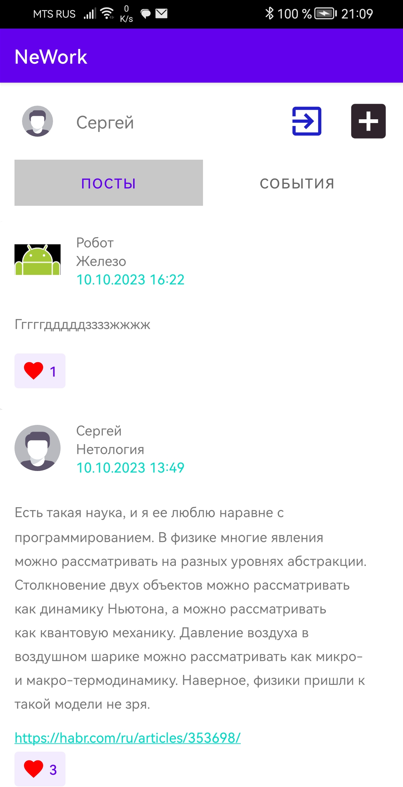 MTS RUS 0 K/s 100 % 21:09
NeWork
Сергей
ПОСТЫ СОБЫТИЯ
Робот
Железо
10.10.2023 16:22
Гггггдддддззззжжжж
1
Сергей
Нетология
10.10.2023 13:49
Есть такая наука, и я ее люблю наравне с
программированием. В физике многие явления
можно рассматривать на разных уровнях абстракции.
Столкновение двух объектов можно рассматривать
как динамику Ньютона, а можно рассматривать
как квантовую механику. Давление воздуха в
воздушном шарике можно рассматривать как микро-
и макро-термодинамику. Наверное, физики пришли к
такой модели не зря.
https://habr.com/ru/articles/353698/
3